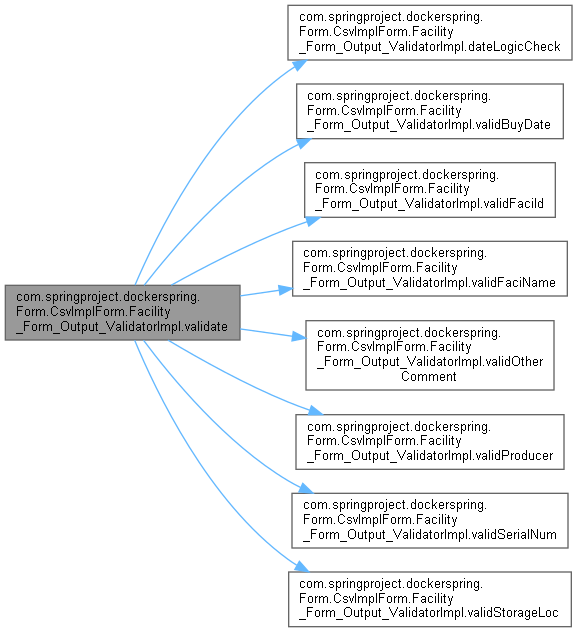 com.springproject.dockerspring.
Form.CsvImplForm.Facility
_Form_Output_ValidatorImpl.dateLogicCheck
com.springproject.dockerspring.
Form.CsvImplForm.Facility
_Form_Output_ValidatorImpl.validBuyDate
com.springproject.dockerspring.
Form.CsvImplForm.Facility
_Form_Output_ValidatorImpl.validFaciId
com.springproject.dockerspring.
Form.CsvImplForm.Facility
_Form_Output_ValidatorImpl.validFaciName
com.springproject.dockerspring.
Form.CsvImplForm.Facility
_Form_Output_ValidatorImpl.validate
com.springproject.dockerspring.
Form.CsvImplForm.Facility
_Form_Output_ValidatorImpl.validOther
Comment
com.springproject.dockerspring.
Form.CsvImplForm.Facility
_Form_Output_ValidatorImpl.validProducer
com.springproject.dockerspring.
Form.CsvImplForm.Facility
_Form_Output_ValidatorImpl.validSerialNum
com.springproject.dockerspring.
Form.CsvImplForm.Facility
_Form_Output_ValidatorImpl.validStorageLoc